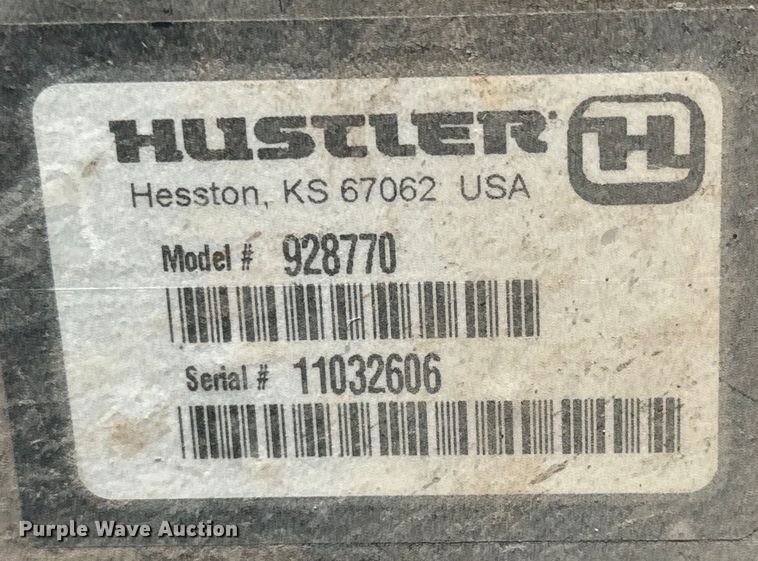 HUSTLER H
Hesston, KS 67062 USA
Model # 928770
Serial # 11032606
Purple Wave Auction